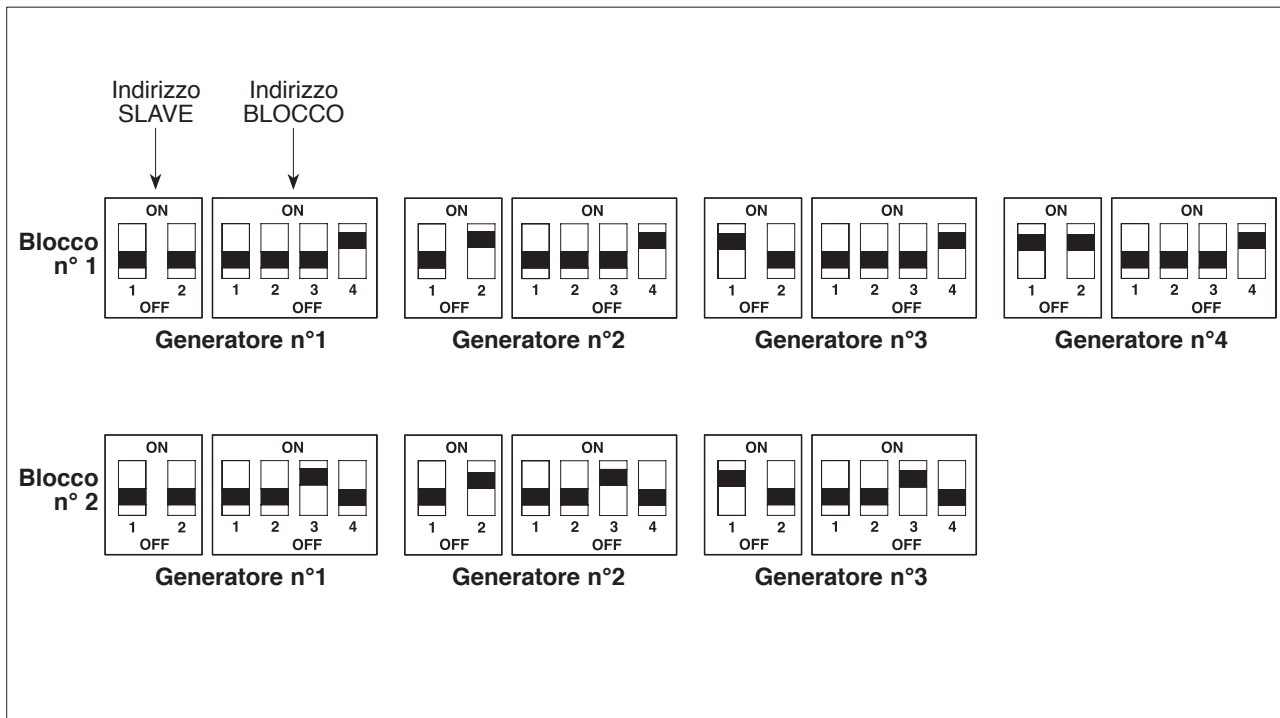 Indirizzo
SLAVE
Indirizzo
BLOCCO
Blocco
n° 1
ON
1 2
OFF
ON
1 2 3 4
OFF
Generatore n°1
ON
1 2
OFF
ON
1 2 3 4
OFF
Generatore n°2
ON
1 2
OFF
ON
1 2 3 4
OFF
Generatore n°3
ON
1 2
OFF
ON
1 2 3 4
OFF
Generatore n°4
Blocco
n° 2
ON
1 2
OFF
ON
1 2 3 4
OFF
Generatore n°1
ON
1 2
OFF
ON
1 2 3 4
OFF
Generatore n°2
ON
1 2
OFF
ON
1 2 3 4
OFF
Generatore n°3